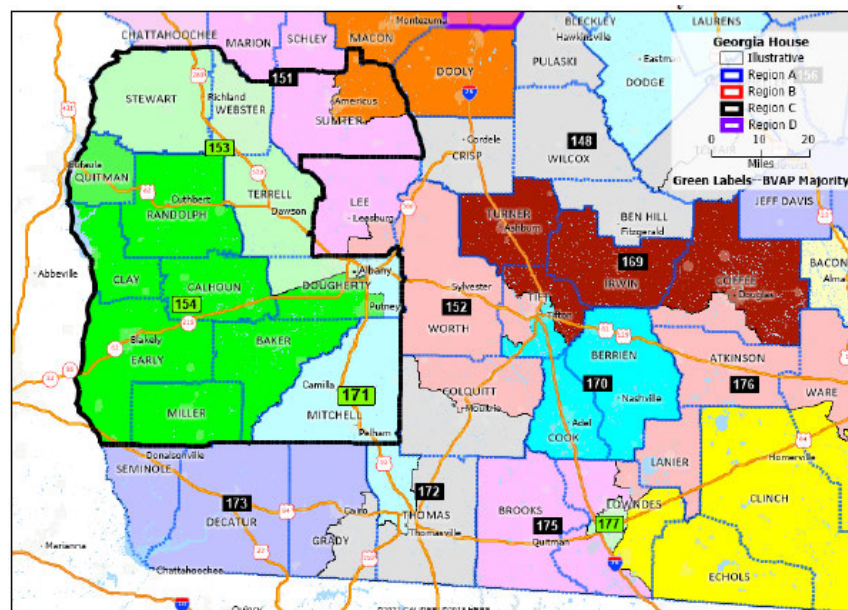 Montezuma
BLECKLEY
LAURENS
CHATTAHOOCHEE
MARION
SCHLEY
MACON
Hawkinsville
PULASKI
DOOLY
Eastman
DODGE
Georgia House
Illustrative
Region A
Region B
Region C
Region D
156
0 10 20
Miles
Green Labels--BVAP Majority
151
STEWART
Richland
WEBSTER
Americus
SUMTER
153
Cordele
CRISP
148
WILCOX
Eufaula
QUITMAN
Cuthbert
RANDOLPH
TERRELL
Dawson
LEE
Leesburg
TURNER
Ashburn
BEN HILL
Fitzgerald
JEFF DAVIS
Abbeville
CLAY
CALHOUN
154
Albany
DOUGHERTY
Putney
Sylvester
152
WORTH
TIFT
Tifton
169
IRWIN
COFFEE
Douglas
BACON
Alma
Blakely
EARLY
BAKER
Camilla
171
MITCHELL
Pelham
MILLER
COLQUITT
Moultrie
BERRIEN
170
Nashville
Adel
COOK
ATKINSON
176
WARE
Donalsonville
SEMINOLE
173
DECATUR
Cairo
GRADY
172
THOMAS
Thomasville
BROOKS
175
Quitman
LANIER
LOWNDES
177
Homerville
CLINCH
ECHOLS
Marianna
Chattahoochee
Quincy